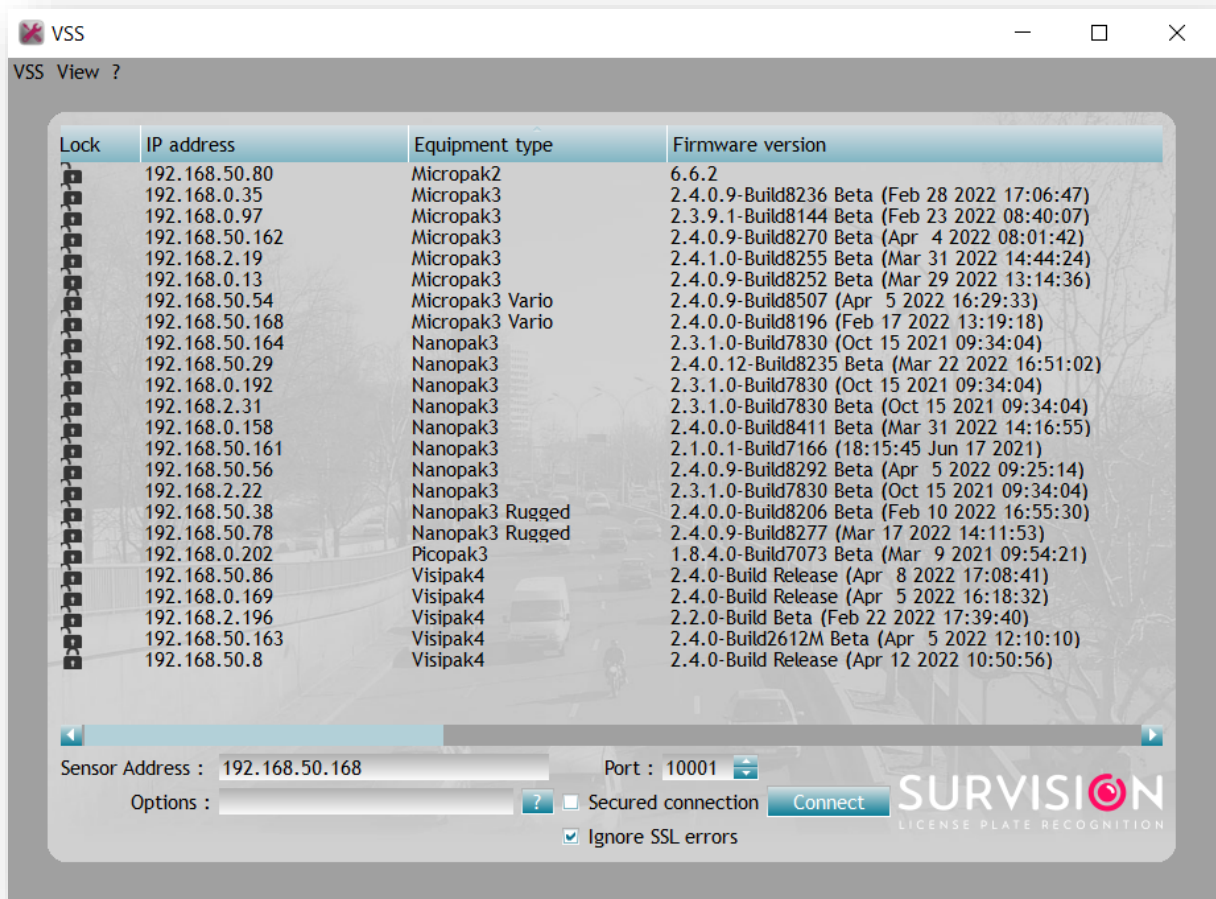 VSS
VSS View ?
Lock IP address Equipment type Firmware version
192.168.50.80 Micropak2 6.6.2
192.168.0.35 Micropak3 2.4.0.9-Build8236 Beta (Feb 28 2022 17:06:47)
192.168.0.97 Micropak3 2.3.9.1-Build8144 Beta (Feb 23 2022 08:40:07)
192.168.50.162 Micropak3 2.4.0.9-Build8270 Beta (Apr 4 2022 08:01:42)
192.168.2.19 Micropak3 2.4.1.0-Build8255 Beta (Mar 31 2022 14:44:24)
192.168.0.13 Micropak3 2.4.0.9-Build8252 Beta (Mar 29 2022 13:14:36)
192.168.50.54 Micropak3 Vario 2.4.0.9-Build8507 (Apr 5 2022 16:29:33)
192.168.50.168 Micropak3 Vario 2.4.0.0-Build8196 (Feb 17 2022 13:19:18)
192.168.50.164 Nanopak3 2.3.1.0-Build7830 (Oct 15 2021 09:34:04)
192.168.50.29 Nanopak3 2.4.0.12-Build8235 Beta (Mar 22 2022 16:51:02)
192.168.0.192 Nanopak3 2.3.1.0-Build7830 (Oct 15 2021 09:34:04)
192.168.2.31 Nanopak3 2.3.1.0-Build7830 Beta (Oct 15 2021 09:34:04)
192.168.0.158 Nanopak3 2.4.0.0-Build8411 Beta (Mar 31 2022 14:16:55)
192.168.50.161 Nanopak3 2.1.0.1-Build7166 (18:15:45 Jun 17 2021)
192.168.50.56 Nanopak3 2.4.0.9-Build8292 Beta (Apr 5 2022 09:25:14)
192.168.2.22 Nanopak3 2.3.1.0-Build7830 Beta (Oct 15 2021 09:34:04)
192.168.50.38 Nanopak3 Rugged 2.4.0.0-Build8206 Beta (Feb 10 2022 16:55:30)
192.168.50.78 Nanopak3 Rugged 2.4.0.9-Build8277 (Mar 17 2022 14:11:53)
192.168.0.202 Picopak3 1.8.4.0-Build7073 Beta (Mar 9 2021 09:54:21)
192.168.50.86 Visipak4 2.4.0-Build Release (Apr 8 2022 17:08:41)
192.168.0.169 Visipak4 2.4.0-Build Release (Apr 5 2022 16:18:32)
192.168.2.196 Visipak4 2.2.0-Build Beta (Feb 22 2022 17:39:40)
192.168.50.163 Visipak4 2.4.0-Build2612M Beta (Apr 5 2022 12:10:10)
192.168.50.8 Visipak4 2.4.0-Build Release (Apr 12 2022 10:50:56)
Sensor Address : 192.168.50.168 Port : 10001
Options : ? Secured connection Connect
Ignore SSL errors
SURVISION
LICENSE PLATE RECOGNITION